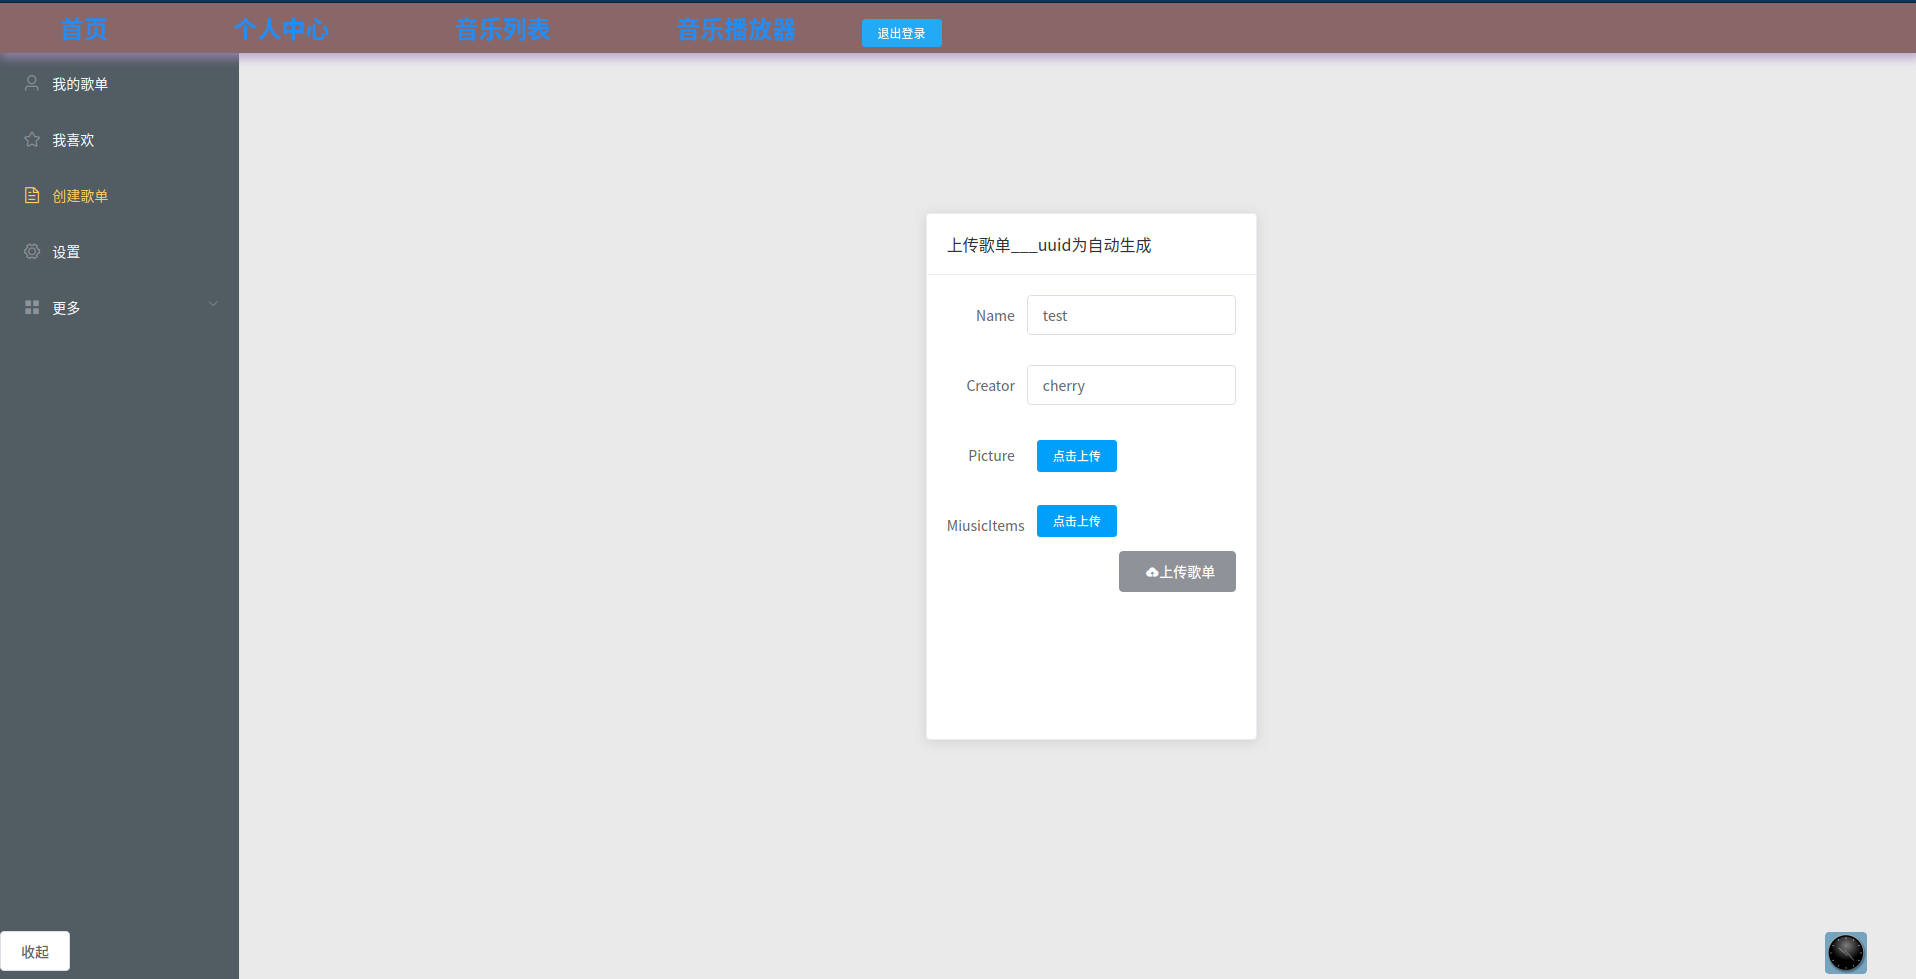 首页 个人中心 音乐列表 音乐播放器 退出登录
我的歌单
我喜欢
创建歌单
设置
更多
上传歌单___uuid为自动生成
Name test
Creator cherry
Picture 点击上传
MiusicItems 点击上传
上传歌单
收起